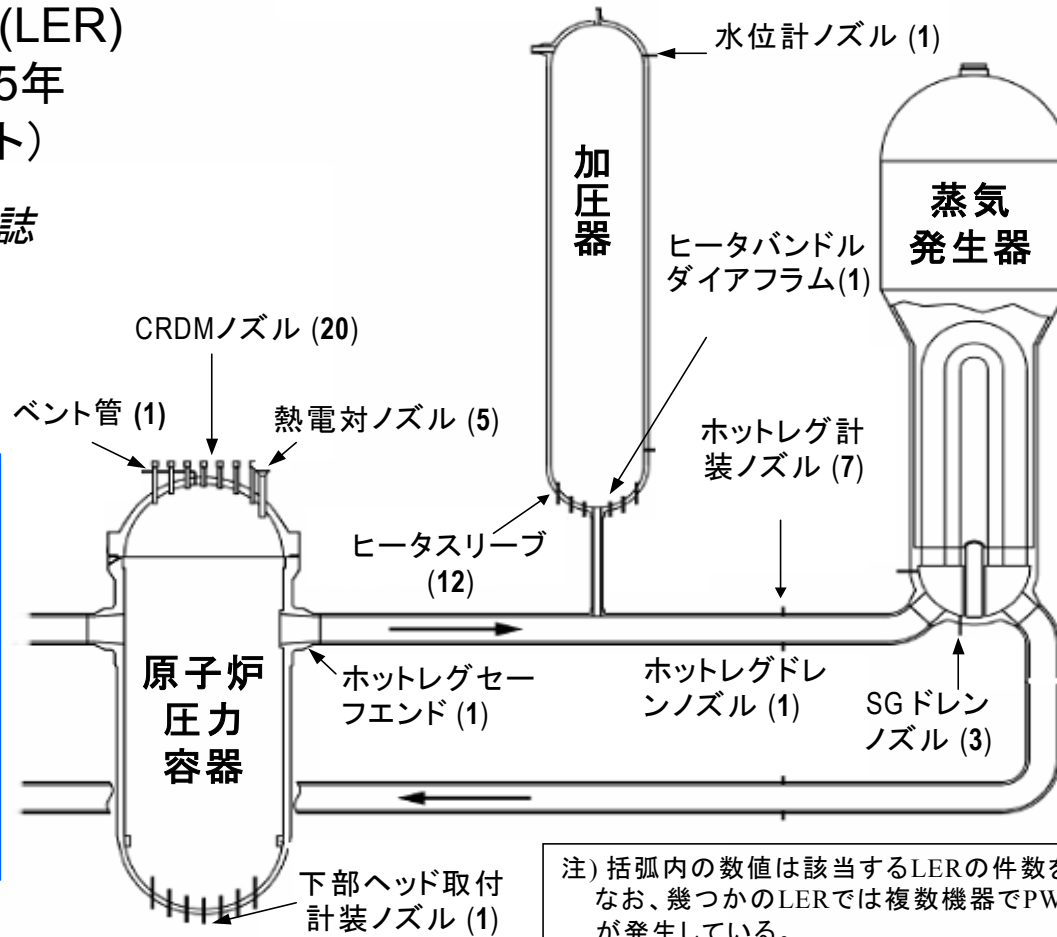 (LER)
5年
ト）
誌
水位計ノズル (1)
加
圧
器
蒸気
発生器
ヒータバンドル
ダイアフラム(1)
CRDMノズル (20)
ベント管 (1)
熱電対ノズル (5)
ホットレグ計
装ノズル (7)
ヒータスリーブ
(12)
原子炉
圧力
容器
ホットレグセー
フエンド (1)
ホットレグドレ
ンノズル (1)
SGドレン
ノズル (3)
下部ヘッド取付
計装ノズル (1)
注) 括弧内の数値は該当するLERの件数を
なお、幾つかのLERでは複数機器でPW
が発生している。